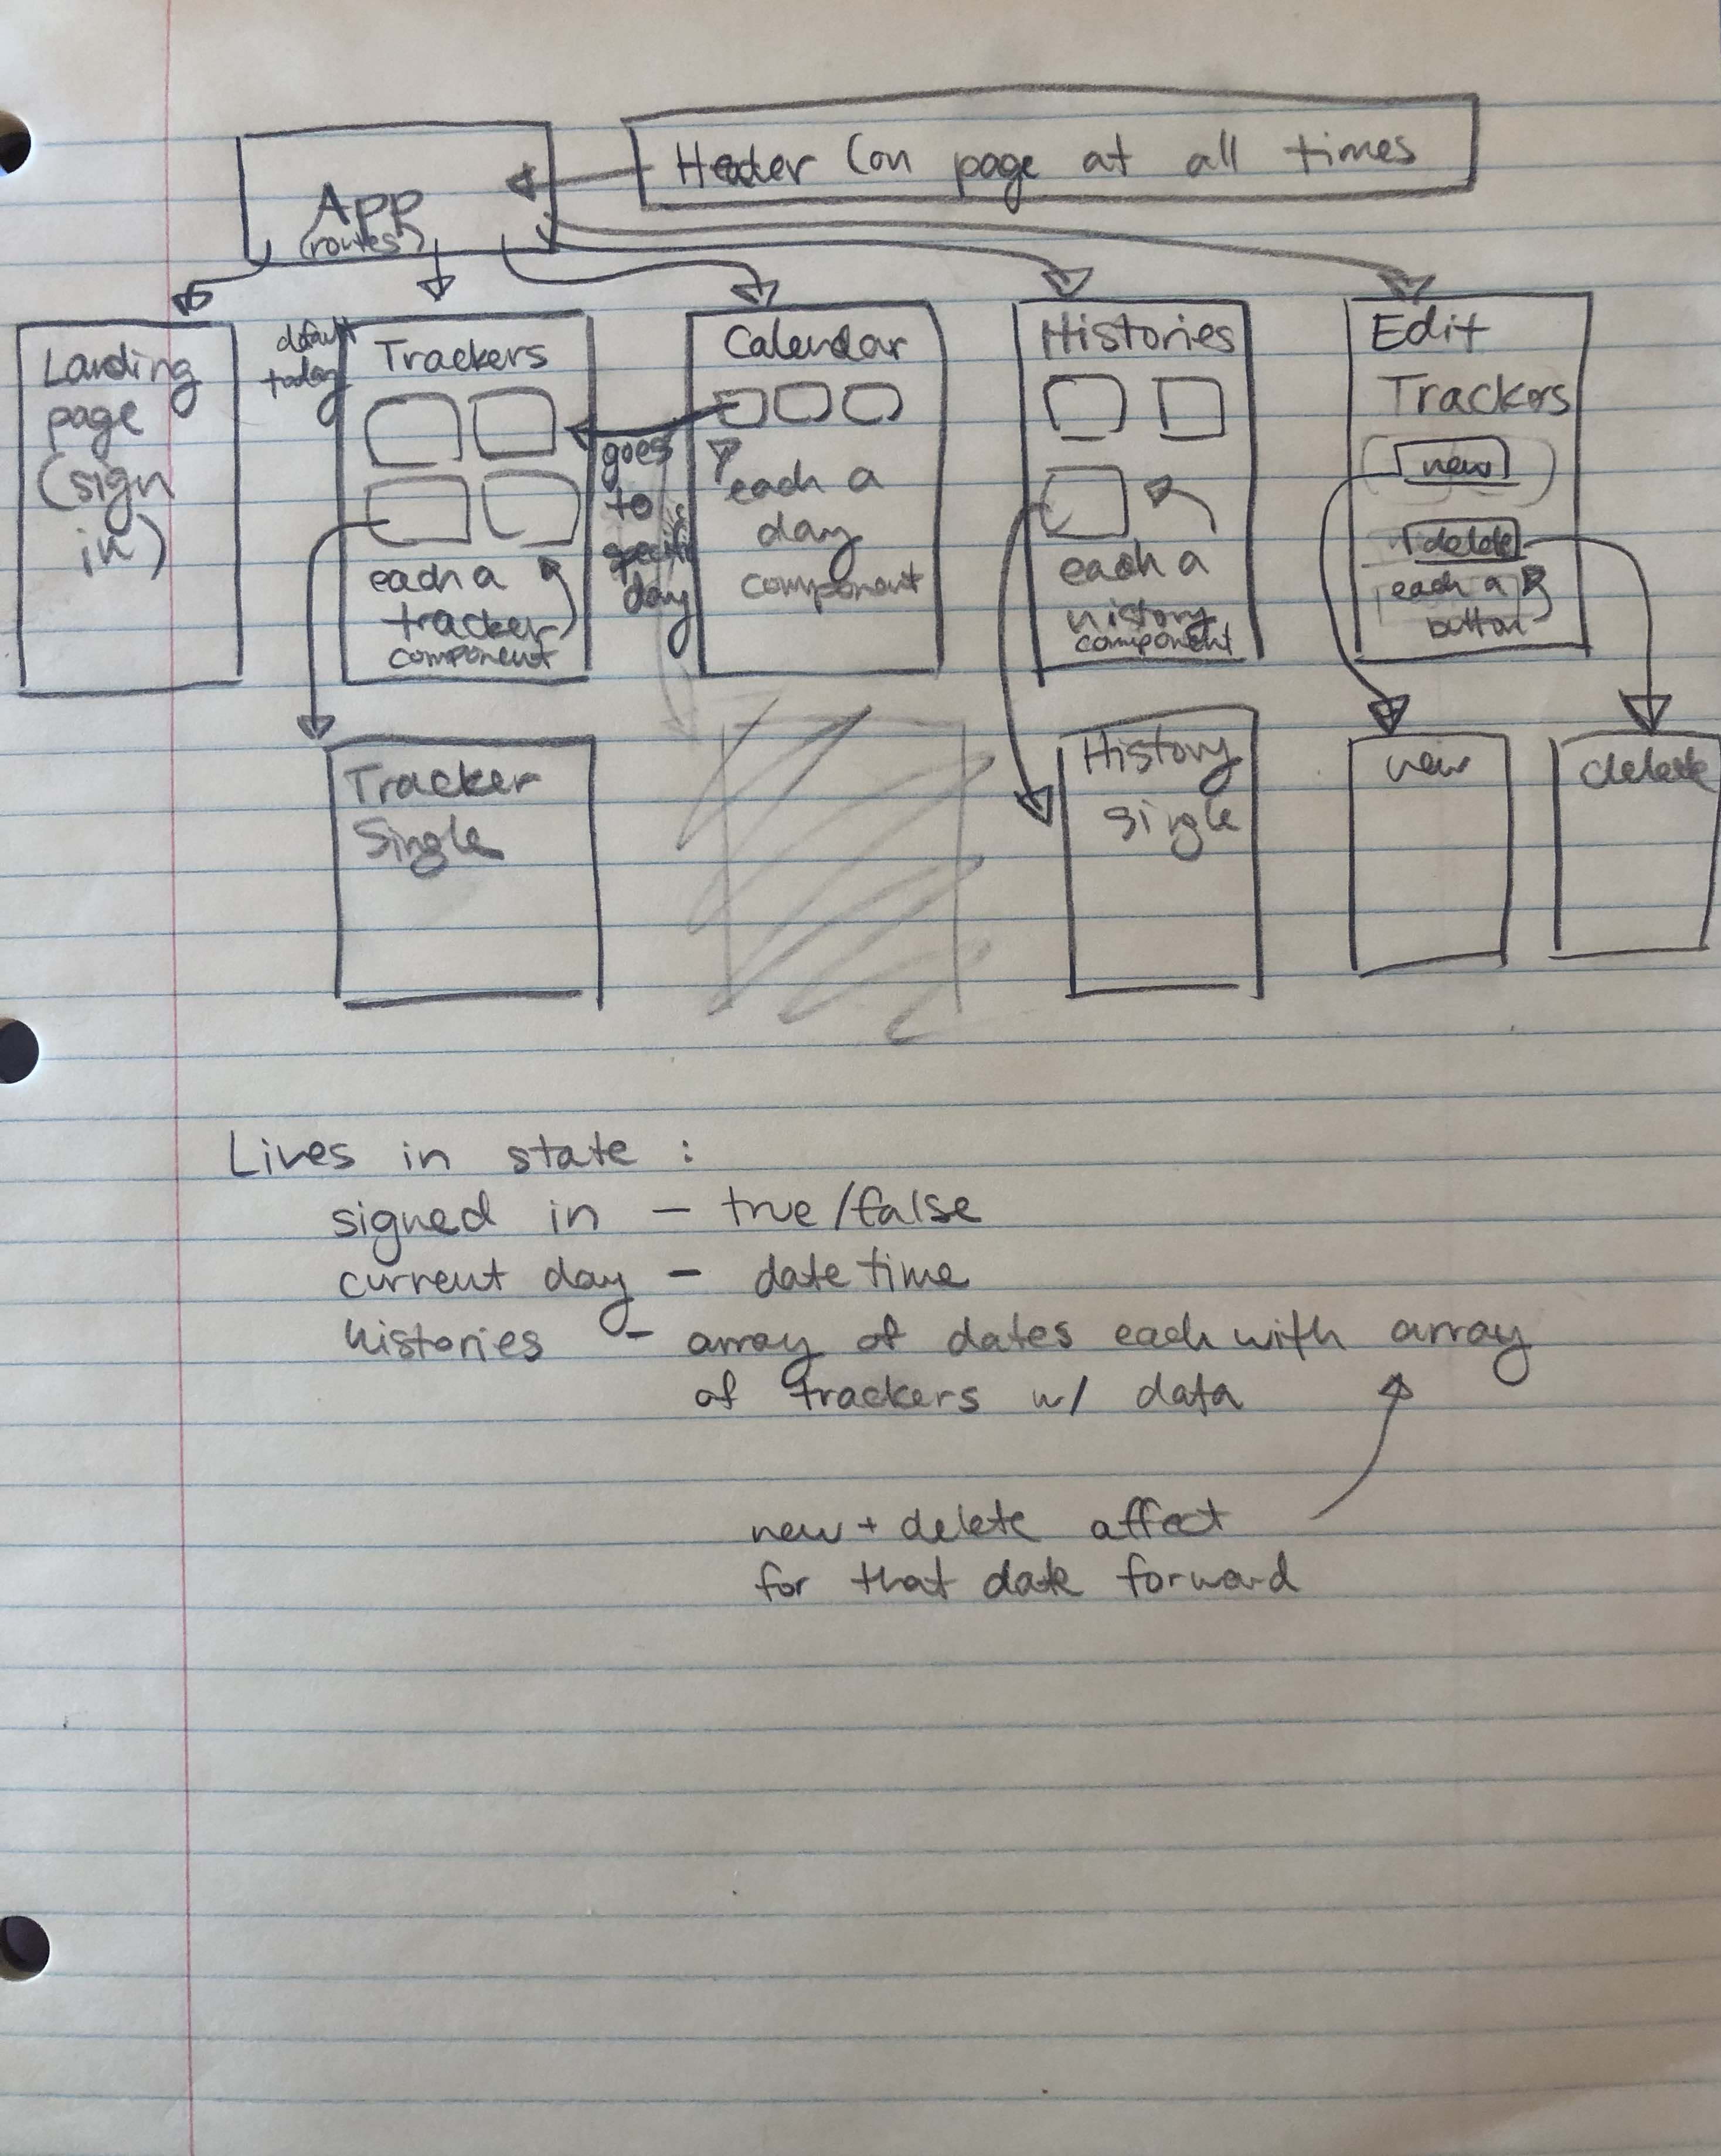 App
(routes)
Header (on page at all times
Landing
page
(sign
in)
default
today
Trackers
each a
tracker
component
goes
to
specific
day
Calendar
each a
day
component
Histories
each a
history
component
Edit
Trackers
new
delete
each a
button
Tracker
Single
History
Single
new
delete
Lives in state :
signed in - true/false
current day - datetime
histories - array of dates each with array
of trackers w/ data
new + delete affect
for that date forward